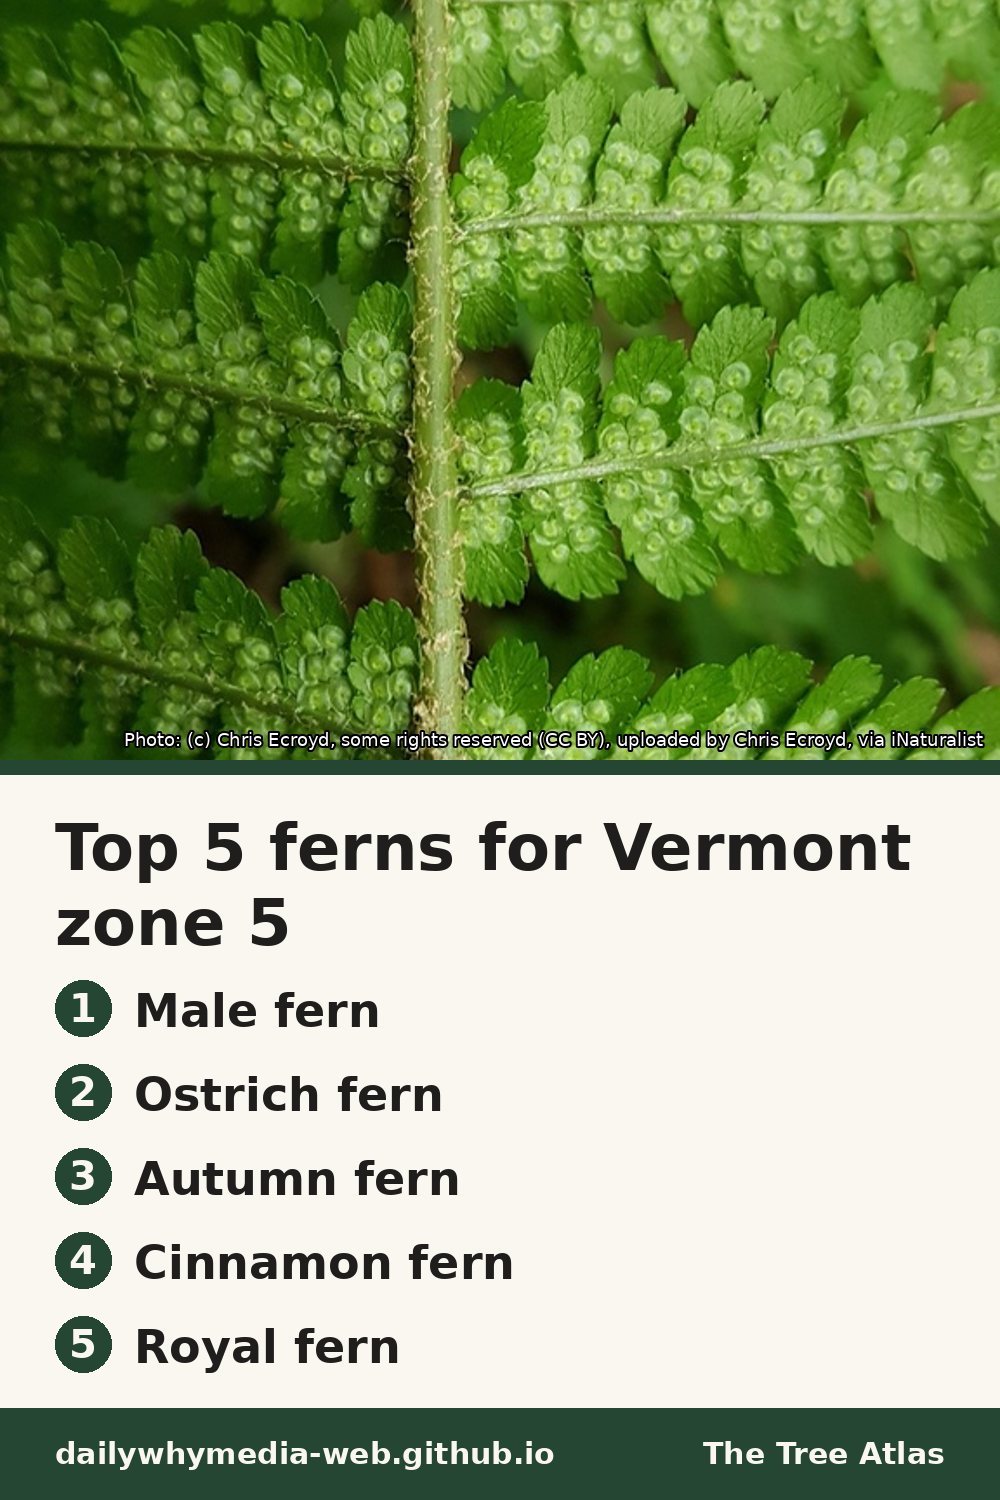 Photo: (c) Chris Ecroyd, some rights reserved (CC BY), uploaded by Chris Ecroyd, via iNaturalist
Top 5 ferns for Vermont
zone 5
1 Male fern
2 Ostrich fern
3 Autumn fern
4 Cinnamon fern
5 Royal fern
dailywhymedia-web.github.io The Tree Atlas